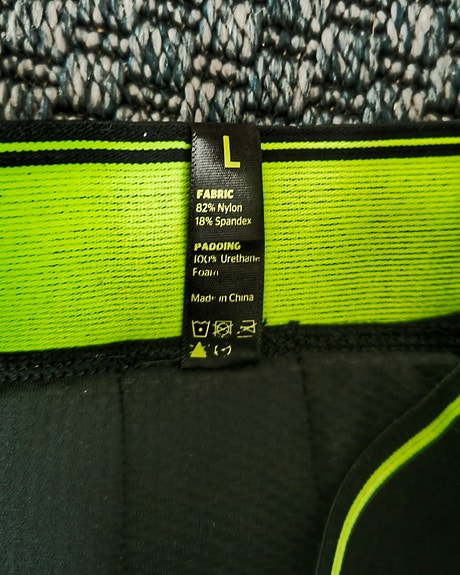 L
FABRIC
82% Nylon
18% Spandex
PADDING
100% Urethane
Foam
Made in China